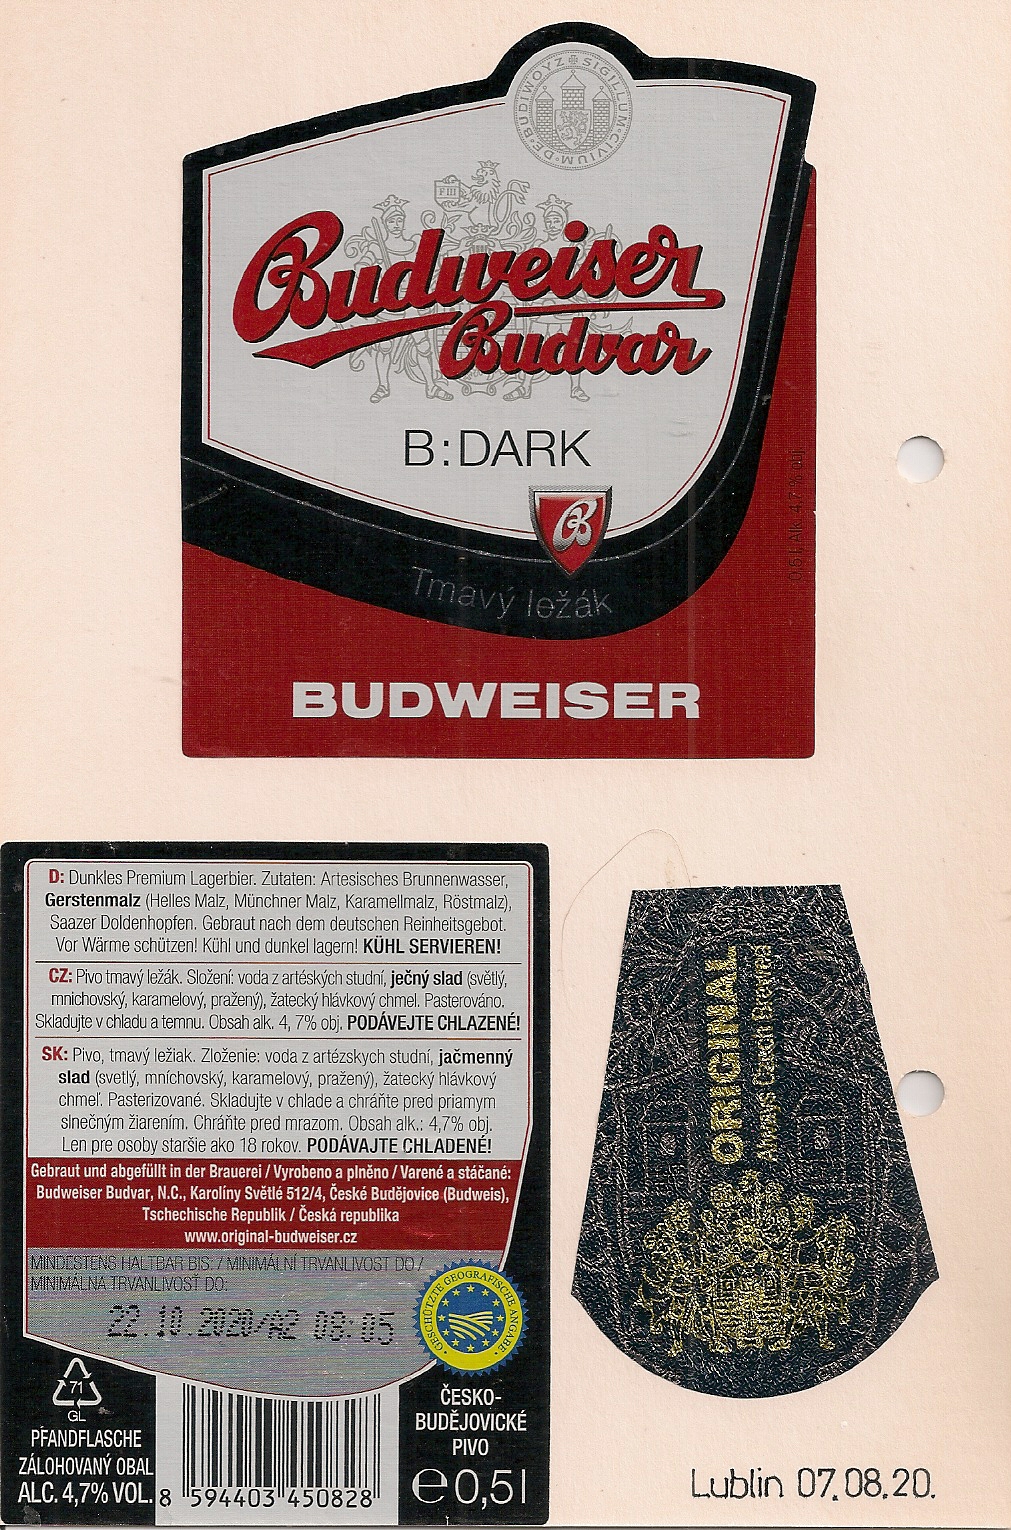 SIGILLUM • CIVIUM • DE • BUDIWOYZ
F III
Budweiser
Budvar
B:DARK
B
Tmavý ležák
0,5 l Alk. 4,7 % obj.
BUDWEISER
D: Dunkles Premium Lagerbier. Zutaten: Artesisches Brunnenwasser,
Gerstenmalz (Helles Malz, Münchner Malz, Karamellmalz, Röstmalz),
Saazer Doldenhopfen. Gebraut nach dem deutschen Reinheitsgebot.
Vor Wärme schützen! Kühl und dunkel lagern! KÜHL SERVIEREN!
CZ: Pivo tmavý ležák. Složení: voda z artéských studní, ječný slad (světlý,
mnichovský, karamelový, pražený), žatecký hlávkový chmel. Pasterováno.
Skladujte v chladu a temnu. Obsah alk. 4, 7% obj. PODÁVEJTE CHLAZENÉ!
SK: Pivo, tmavý ležiak. Zloženie: voda z artézskych studní, jačmenný
slad (svetlý, mníchovský, karamelový, pražený), žatecký hlávkový
chmeľ. Pasterizované. Skladujte v chlade a chráňte pred priamym
slnečným žiarením. Chráňte pred mrazom. Obsah alk.: 4,7% obj.
Len pre osoby staršie ako 18 rokov. PODÁVAJTE CHLADENÉ!
Gebraut und abgefüllt in der Brauerei / Vyrobeno a plněno / Varené a stáčané:
Budweiser Budvar, N.C., Karolíny Světlé 512/4, České Budějovice (Budweis),
Tschechische Republik / Česká republika
www.original-budweiser.cz
MINDESTENS HALTBAR BIS: / MINIMÁLNÍ TRVANLIVOST DO /
MINIMÁLNA TRVANLIVOSŤ DO
22.10.2020/A2 08:05
GESCHÜTZTE GEOGRAFISCHE ANGABE
71
GL
PFANDFLASCHE
ZÁLOHOVANÝ OBAL
ALC. 4,7% VOL.
8 594403 450828
ČESKO-
BUDĚJOVICKÉ
PIVO
e 0,5l
ORIGINAL
Always Czech Brewed
Lublin 07.08.20.